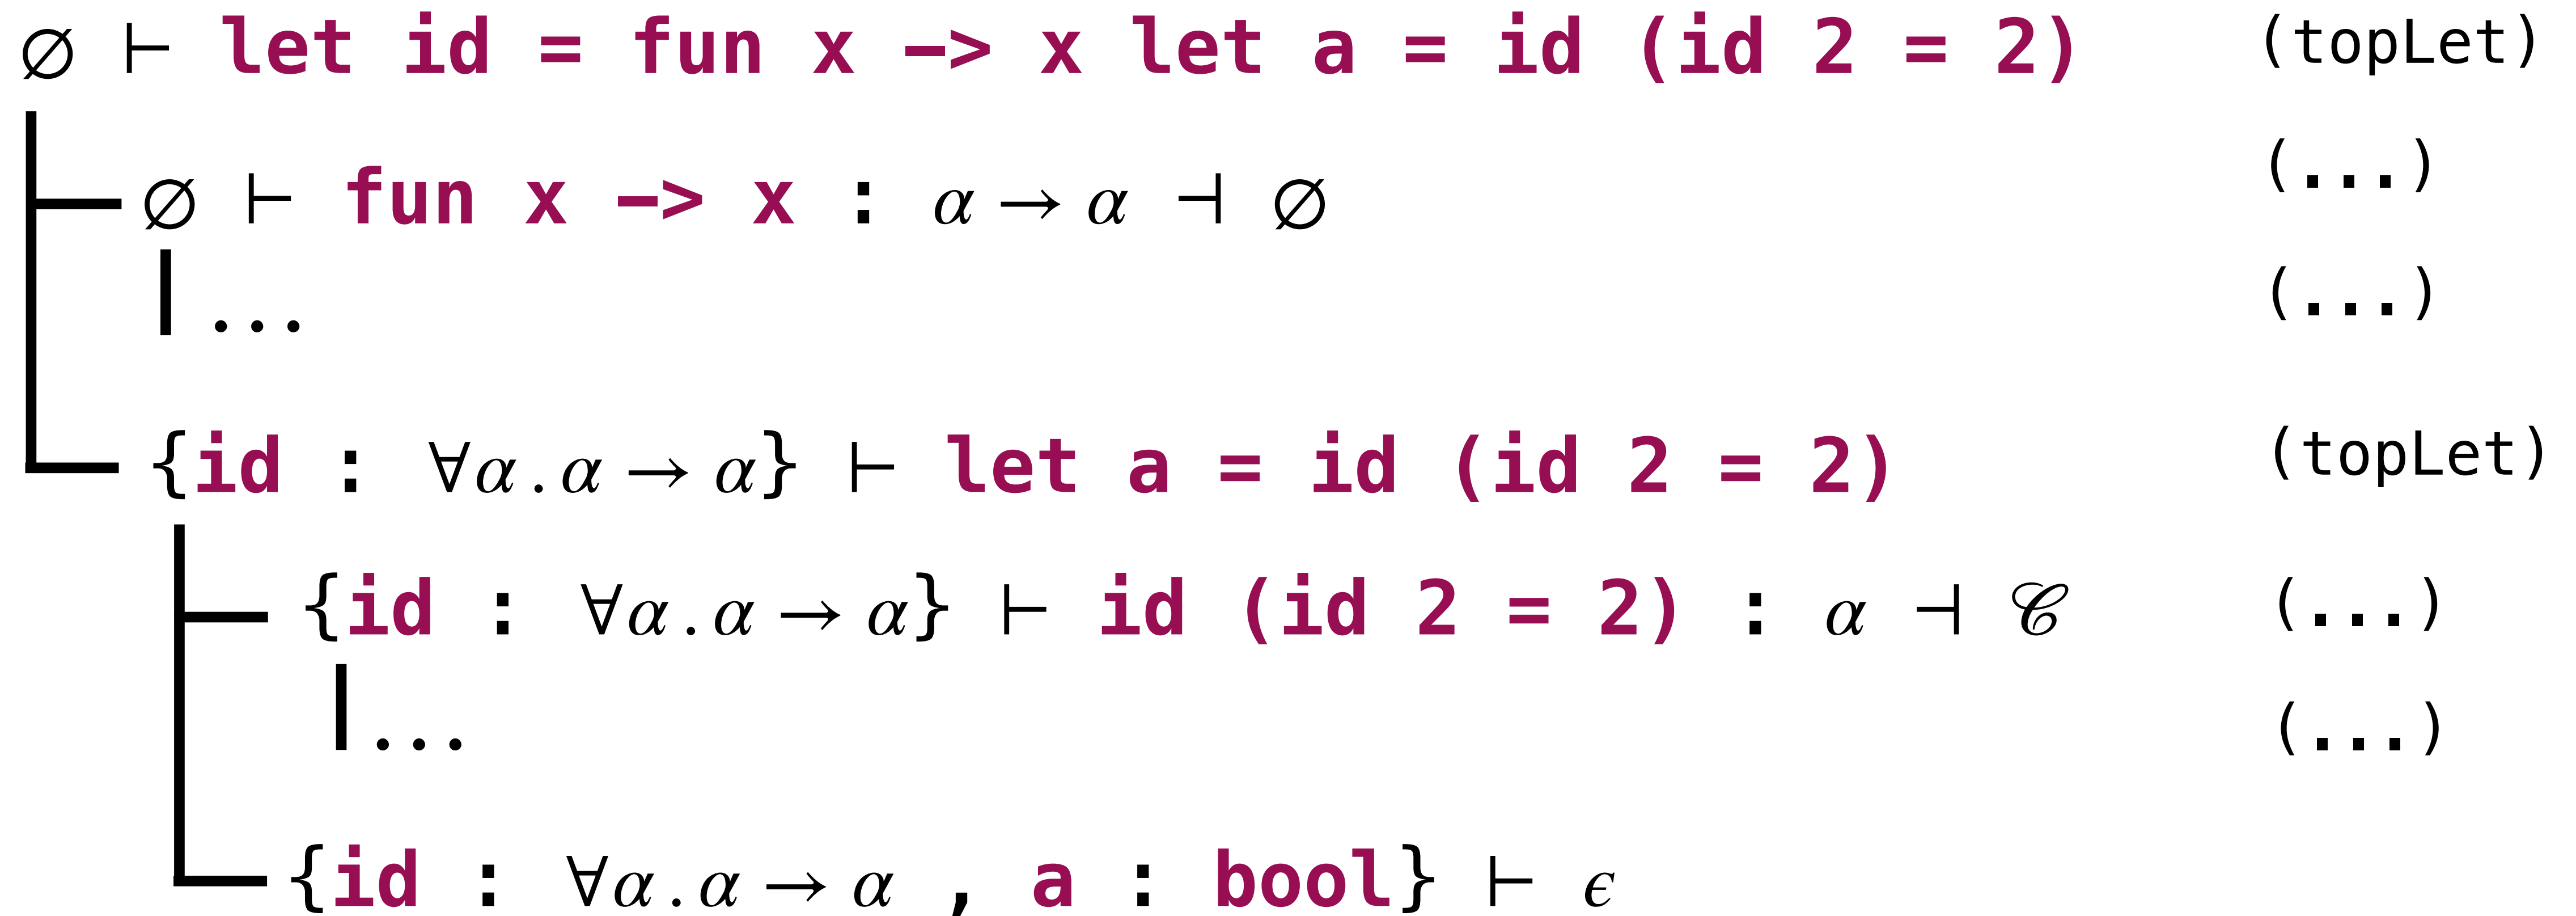 ∅ ⊢ let id = fun x -> x let a = id (id 2 = 2) (topLet)
∅ ⊢ fun x -> x : α → α ⊣ ∅ (...)
... (...)
{id : ∀α.α → α} ⊢ let a = id (id 2 = 2) (topLet)
{id : ∀α.α → α} ⊢ id (id 2 = 2) : α ⊣ 𝒞 (...)
... (...)
{id : ∀α.α → α , a : bool} ⊢ ϵ